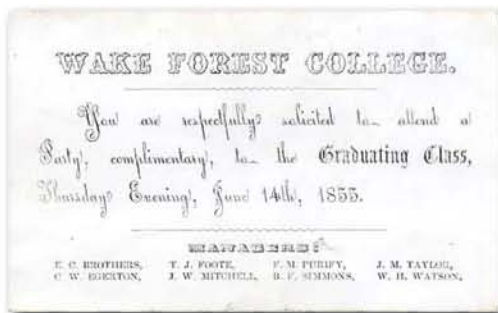 WAKE FOREST COLLEGE.
You are respectfully solicited to attend a
Party, complimentary, to the Graduating Class,
Thursday Evening, June 14th, 1855.
MANAGERS:
E. C. BROTHERS, T. J. FOOTE, F. M. PURIFY, J. M. TAYLOR,
C. W. EGERTON, J. W. MITCHELL, B. F. SIMMONS, W. H. WATSON,